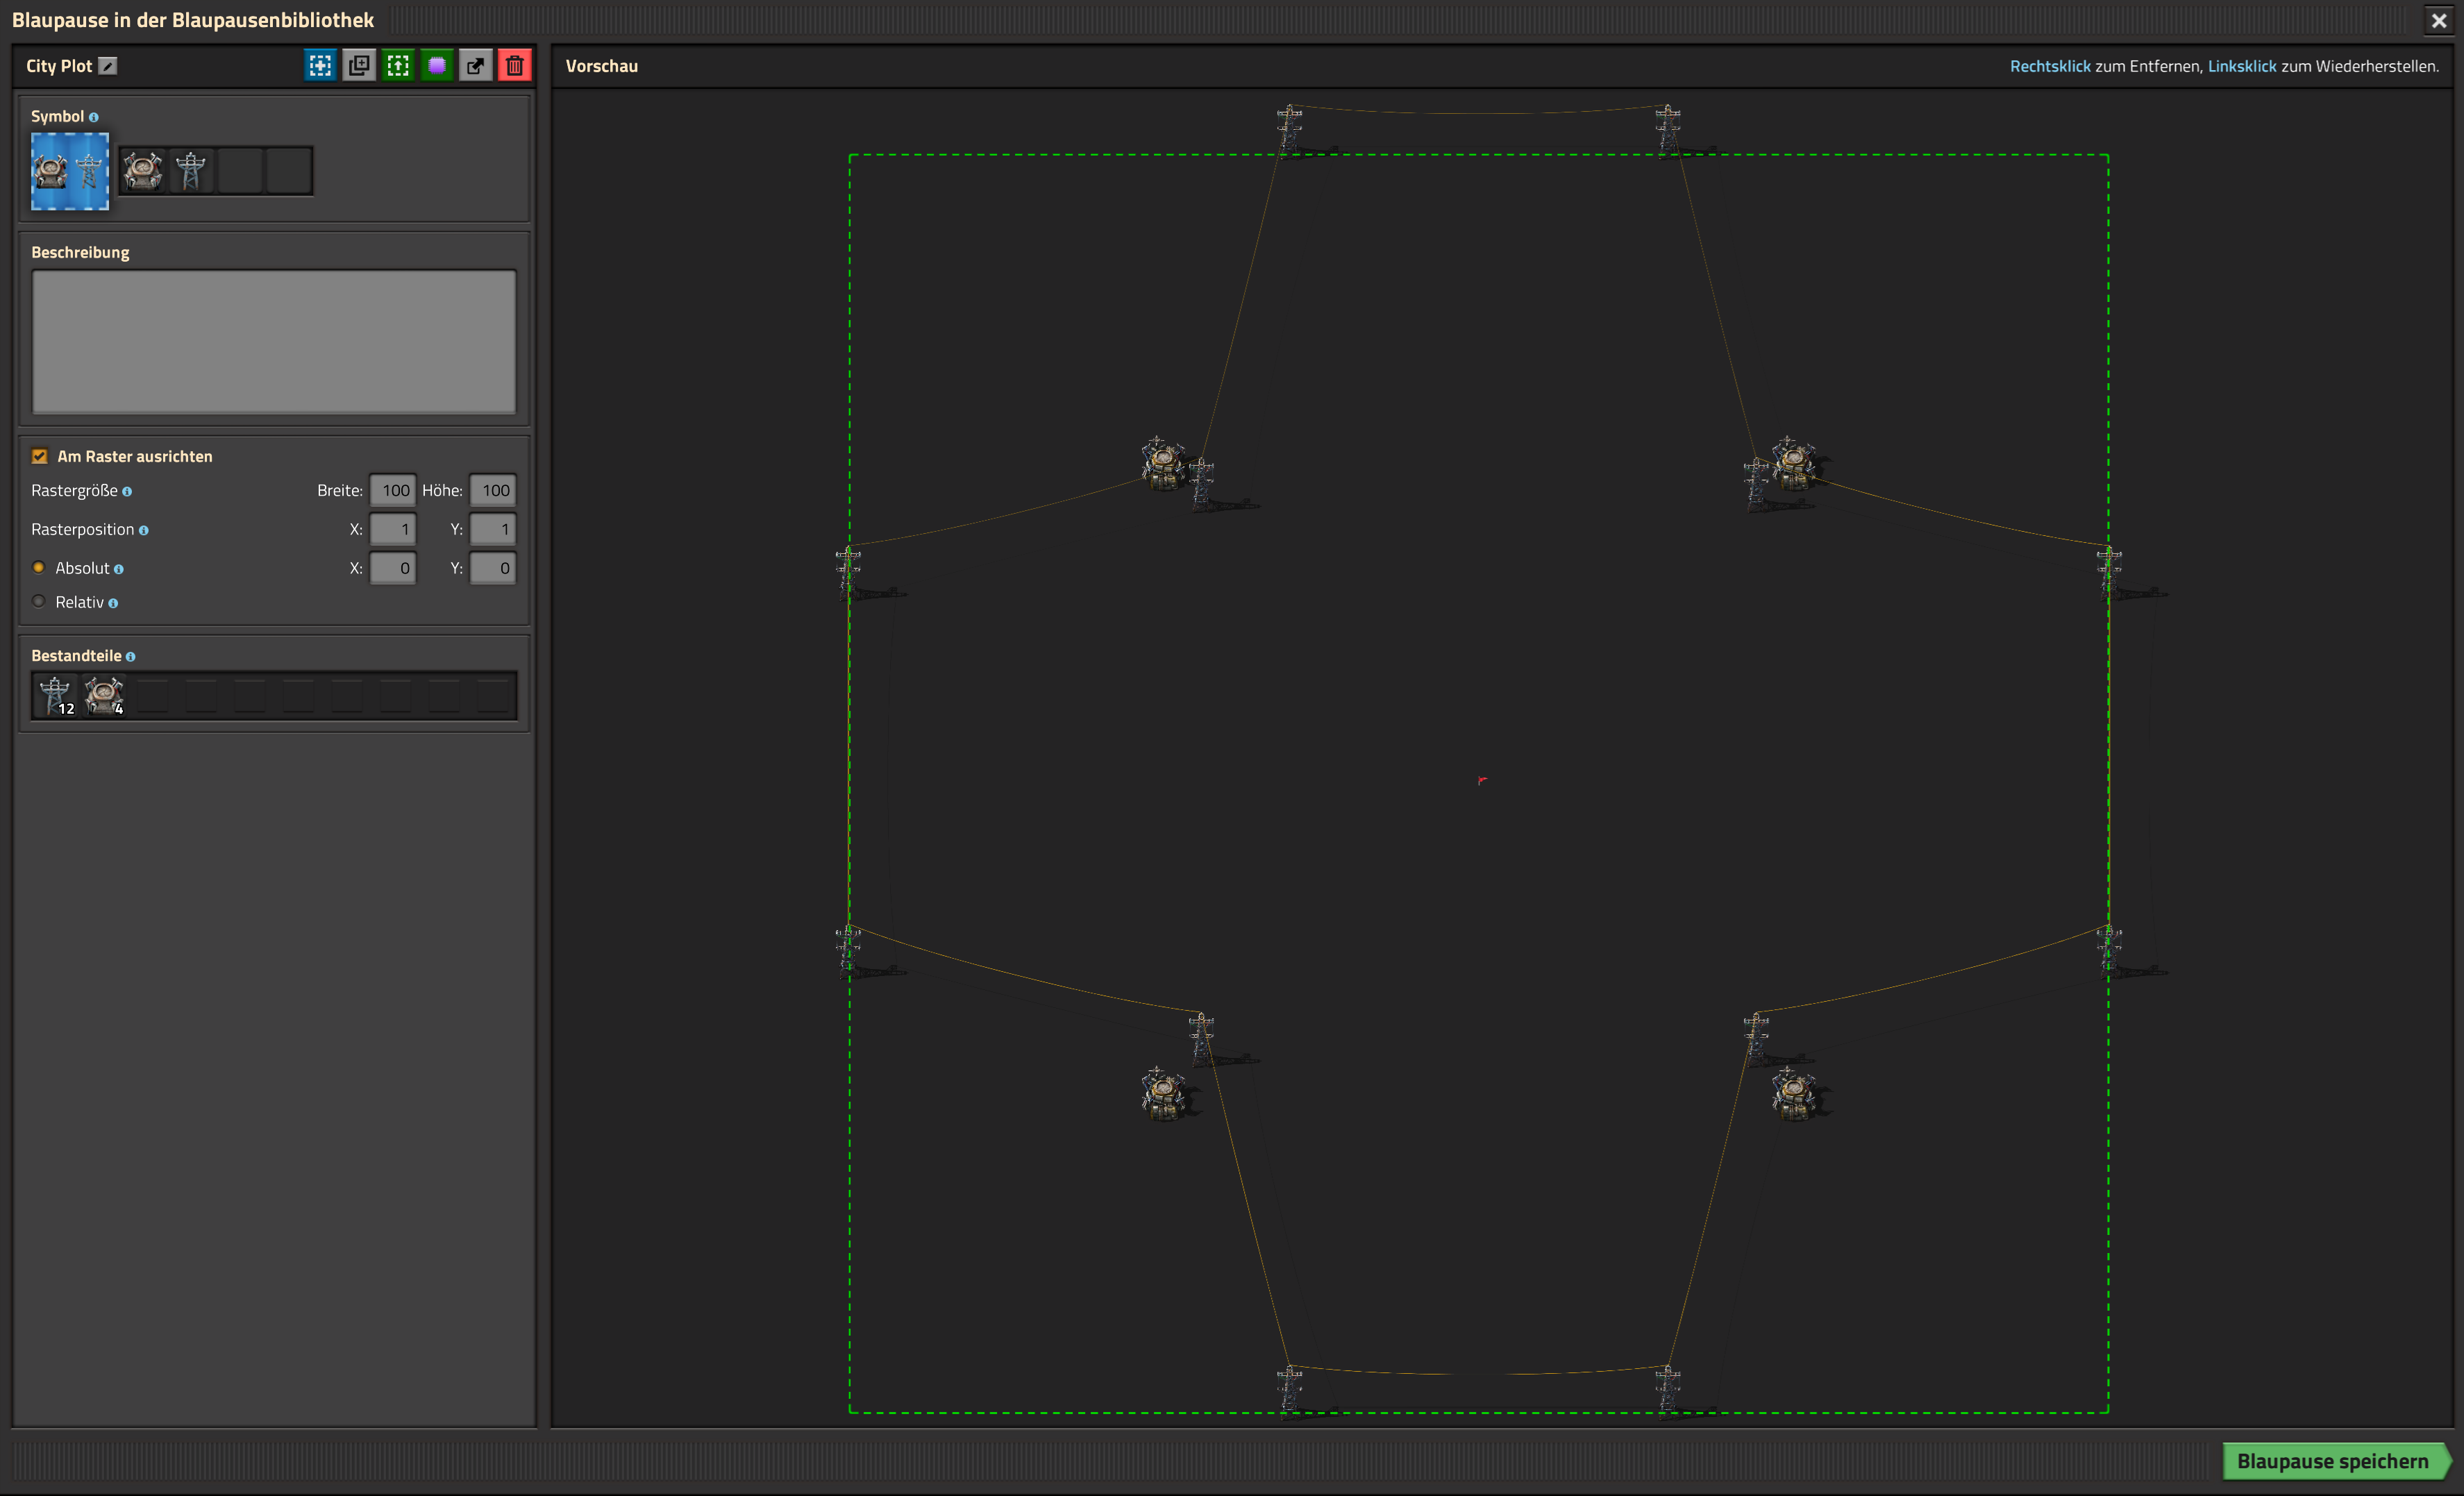 Blaupause in der Blaupausenbibliothek
City Plot
Vorschau
Rechtsklick zum Entfernen, Linksklick zum Wiederherstellen.
Symbol
Beschreibung
Am Raster ausrichten
Rastergröße Breite: 100 Höhe: 100
Rasterposition X: 1 Y: 1
Absolut X: 0 Y: 0
Relativ
Bestandteile
12 4
Blaupause speichern